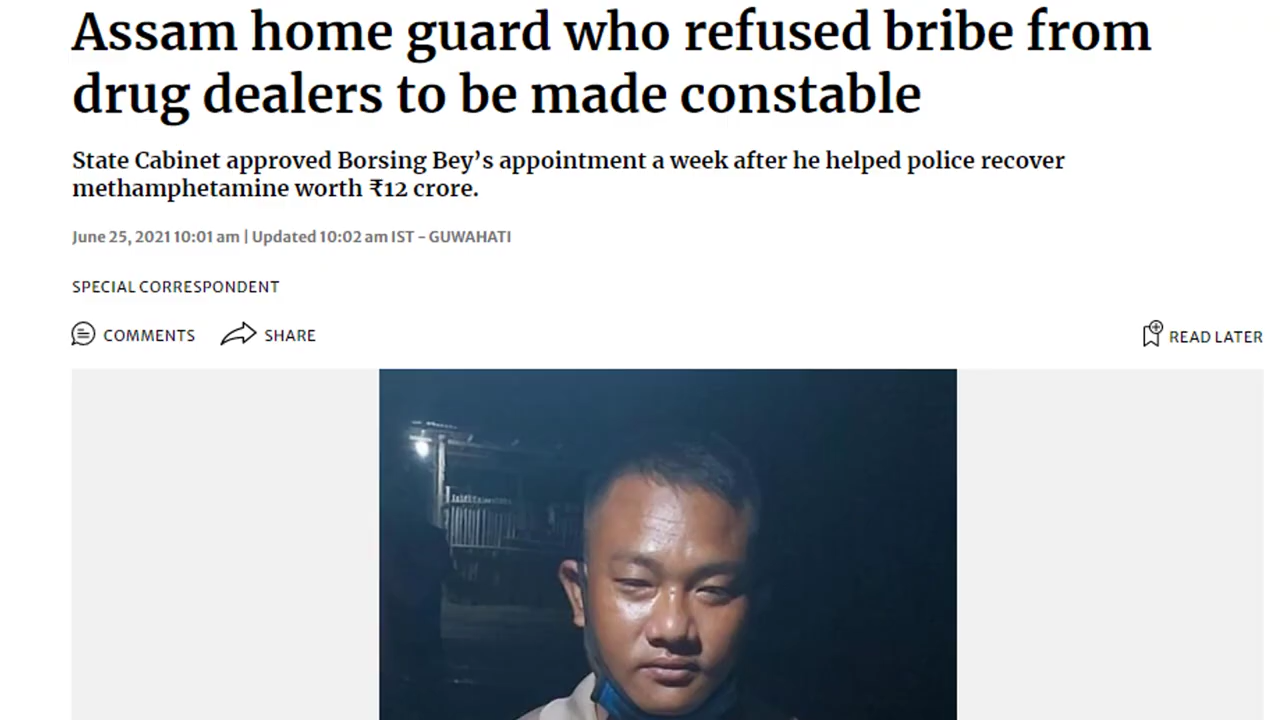 Assam home guard who refused bribe from
drug dealers to be made constable
State Cabinet approved Borsing Bey’s appointment a week after he helped police recover
methamphetamine worth ₹12 crore.
June 25, 2021 10:01 am | Updated 10:02 am IST - GUWAHATI
SPECIAL CORRESPONDENT
COMMENTS SHARE READ LATER